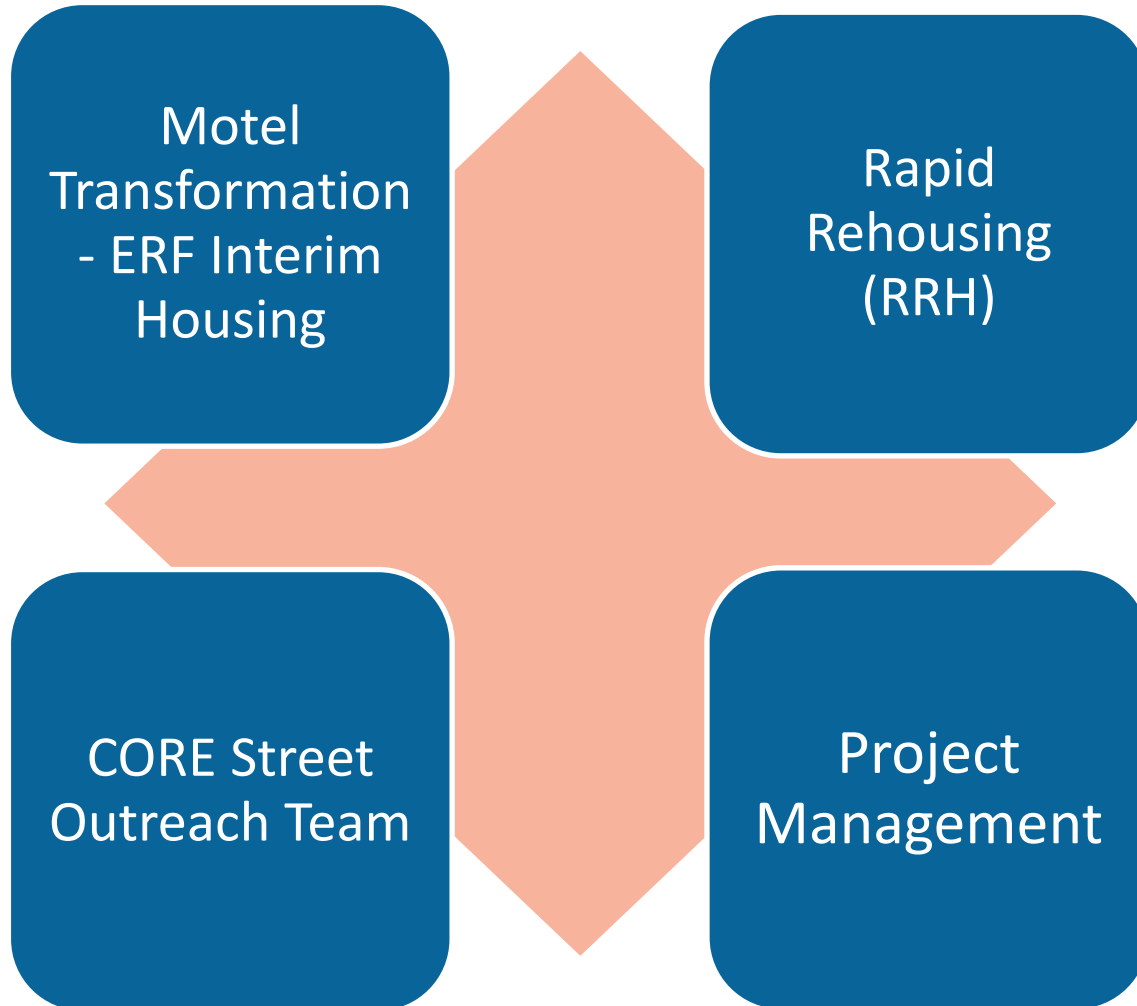 Motel
Transformation
- ERF Interim
Housing
Rapid
Rehousing
(RRH)
CORE Street
Outreach Team
Project
Management